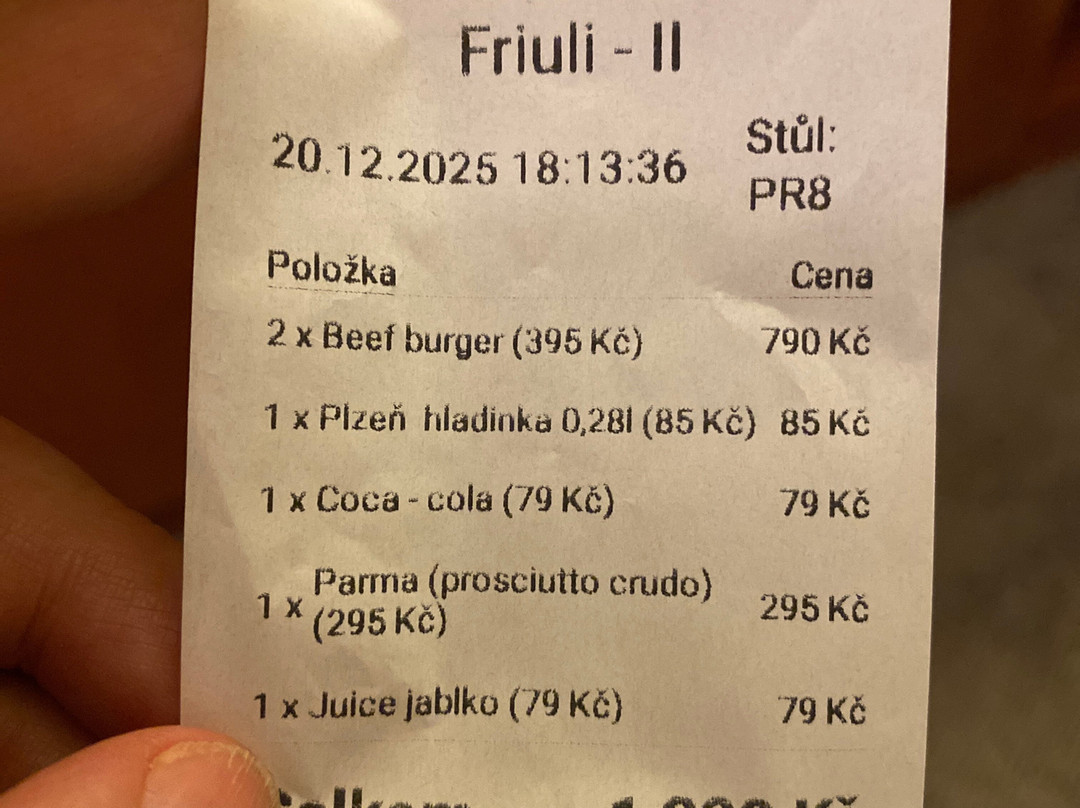 Friuli - II
20.12.2025 18:13:36 Stůl:
PR8
Položka Cena
2 x Beef burger (395 Kč) 790 Kč
1 x Plzeň hladinka 0,28l (85 Kč) 85 Kč
1 x Coca - cola (79 Kč) 79 Kč
1 x Parma (prosciutto crudo)
(295 Kč) 295 Kč
1 x Juice jablko (79 Kč) 79 Kč